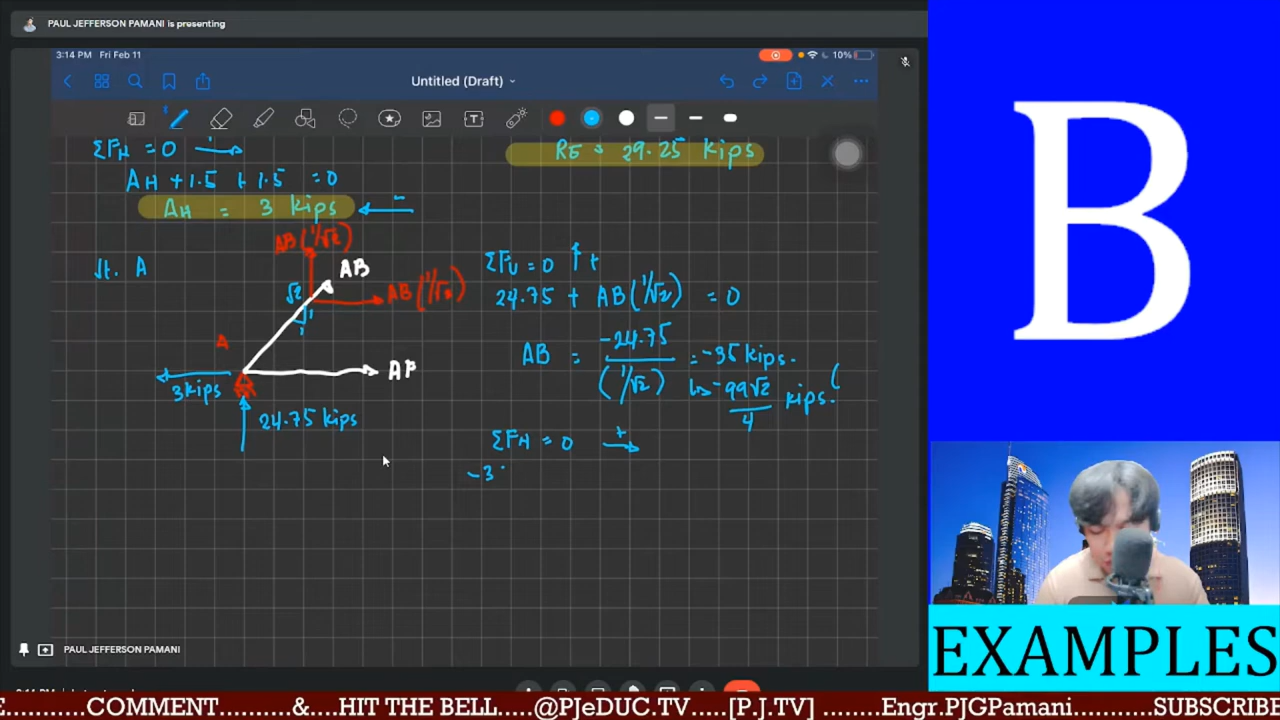 PAUL JEFFERSON PAMANI is presenting
3:14 PM Fri Feb 11
10%
Untitled (Draft)
ΣFH = 0
RE = 29.25 kips
AH + 1.5 + 1.5 = 0
AH = 3 kips
-
Jt. A
AB (1/√2)
AB
√2
1
1
AB (1/√2)
A
3kips
AF
24.75 kips
ΣFV = 0 +
24.75 + AB (1/√2) = 0
AB = -24.75 / (1/√2) = -35 kips.
↳ -99√2 / 4 kips. (
ΣFH = 0 +
-3
PAUL JEFFERSON PAMANI
B
EXAMPLES
COMMENT.........&....HIT THE BELL.....@PJeDUC.TV.....[P.J.TV] ........Engr.PJGPamani..........SUBSCRIBE